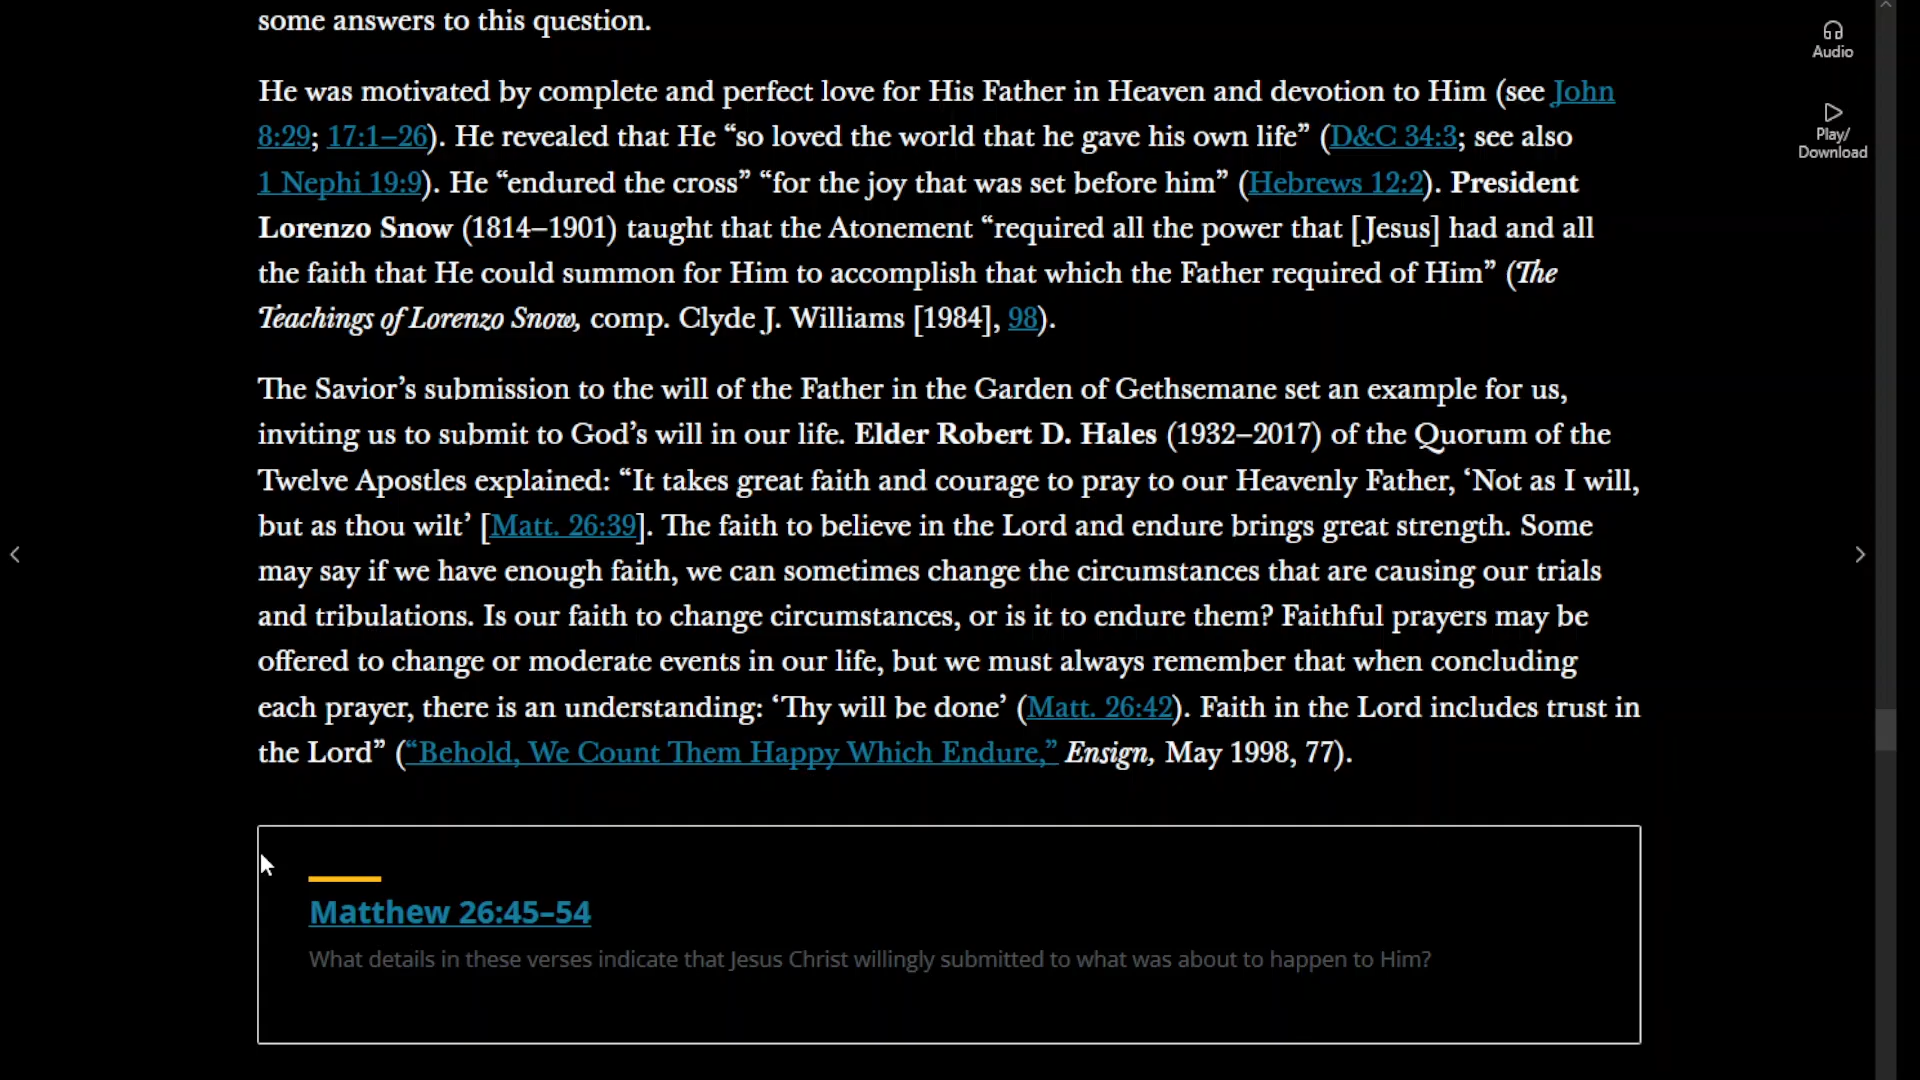 some answers to this question.
Audio
He was motivated by complete and perfect love for His Father in Heaven and devotion to Him (see John
8:29; 17:1–26). He revealed that He “so loved the world that he gave his own life” (D&C 34:3; see also
Play/
Download
1 Nephi 19:9). He “endured the cross” “for the joy that was set before him” (Hebrews 12:2). President
Lorenzo Snow (1814–1901) taught that the Atonement “required all the power that [Jesus] had and all
the faith that He could summon for Him to accomplish that which the Father required of Him” (The
Teachings of Lorenzo Snow, comp. Clyde J. Williams [1984], 98).
The Savior’s submission to the will of the Father in the Garden of Gethsemane set an example for us,
inviting us to submit to God’s will in our life. Elder Robert D. Hales (1932–2017) of the Quorum of the
Twelve Apostles explained: “It takes great faith and courage to pray to our Heavenly Father, ‘Not as I will,
but as thou wilt’ [Matt. 26:39]. The faith to believe in the Lord and endure brings great strength. Some
may say if we have enough faith, we can sometimes change the circumstances that are causing our trials
and tribulations. Is our faith to change circumstances, or is it to endure them? Faithful prayers may be
offered to change or moderate events in our life, but we must always remember that when concluding
each prayer, there is an understanding: ‘Thy will be done’ (Matt. 26:42). Faith in the Lord includes trust in
the Lord” (“Behold, We Count Them Happy Which Endure,” Ensign, May 1998, 77).
Matthew 26:45–54
What details in these verses indicate that Jesus Christ willingly submitted to what was about to happen to Him?